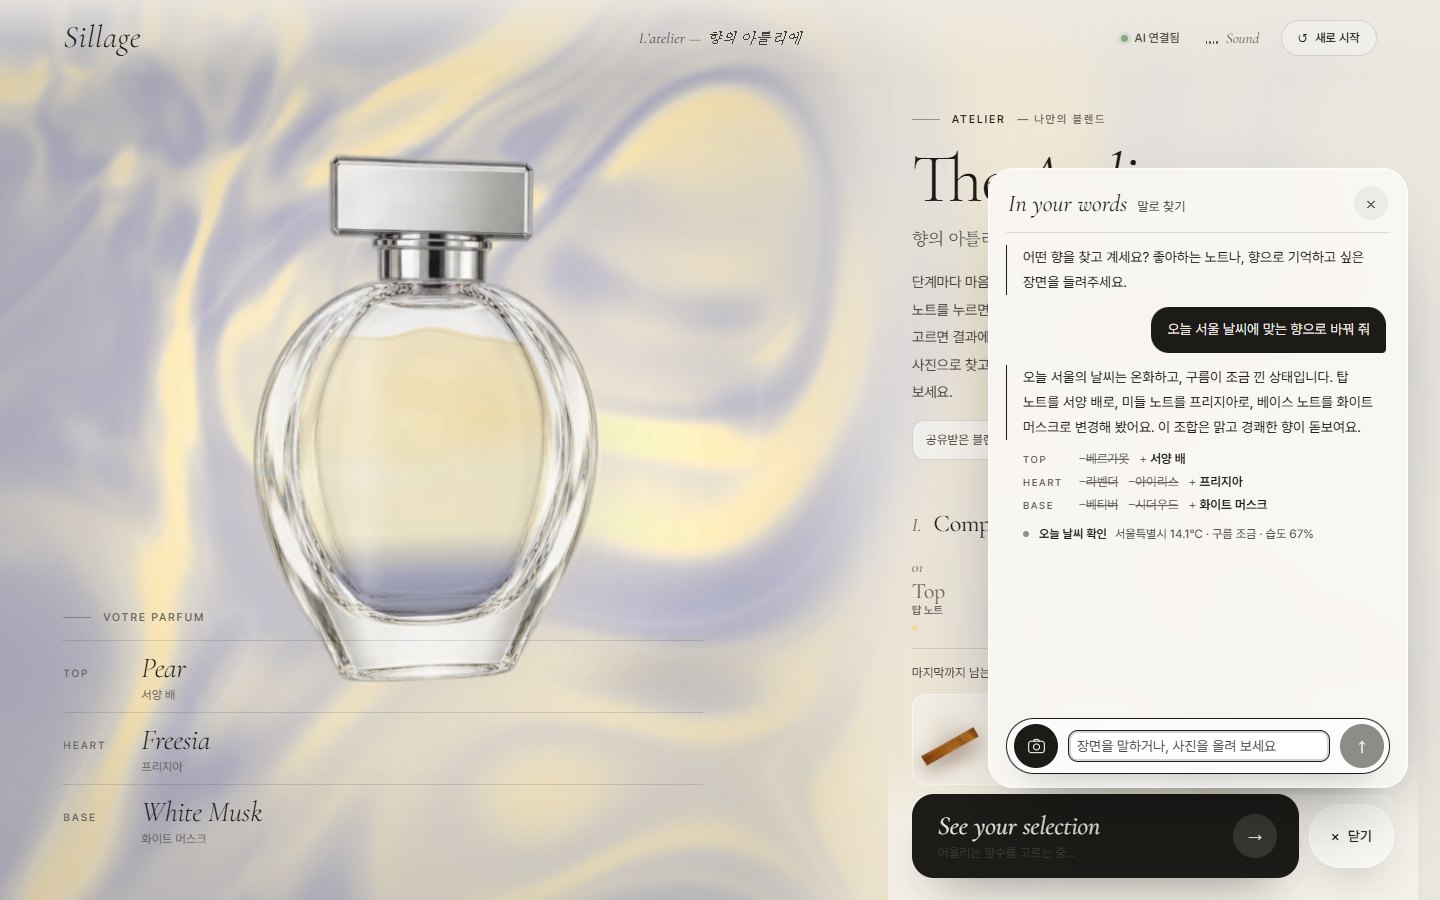 Sillage
L'atelier — 향의 아틀리에
AI 연결됨
Sound
↺ 새로 시작
ATELIER — 나만의 블렌드
The
향의 아틀리
단계마다 마음
노트를 누르면
고르면 결과에
사진으로 찾고
보세요.
공유받은 블렌
I. Comp
01
Top
탑 노트
마지막까지 남는
In your words 말로 찾기
×
어떤 향을 찾고 계세요? 좋아하는 노트나, 향으로 기억하고 싶은
장면을 들려주세요.
오늘 서울 날씨에 맞는 향으로 바꿔 줘
오늘 서울의 날씨는 온화하고, 구름이 조금 낀 상태입니다. 탑
노트를 서양 배로, 미들 노트를 프리지아로, 베이스 노트를 화이트
머스크로 변경해 봤어요. 이 조합은 맑고 경쾌한 향이 돋보여요.
TOP −베르가못 + 서양 배
HEART −라벤더 −아이리스 + 프리지아
BASE −베티버 −시더우드 + 화이트 머스크
오늘 날씨 확인 서울특별시 14.1°C · 구름 조금 · 습도 67%
장면을 말하거나, 사진을 올려 보세요
↑
VOTRE PARFUM
TOP Pear
서양 배
HEART Freesia
프리지아
BASE White Musk
화이트 머스크
See your selection
어울리는 향수를 고르는 중...
→
× 닫기